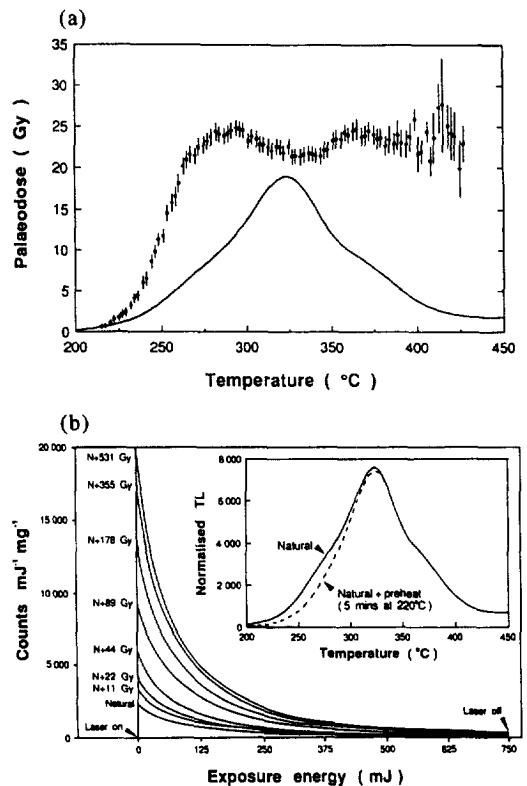 (a)
35
30
25
20
15
10
5
0
Palaeodose ( Gy )
200 250 300 350 400 450
Temperature ( °C )
(b)
20 000
15 000
10 000
5 000
0
Counts mJ⁻¹ mg⁻¹
N+531 Gy
N+355 Gy
N+178 Gy
N+89 Gy
N+44 Gy
N+22 Gy
N+11 Gy
Natural
Laser on
8 000
6 000
4 000
2 000
0
Normalised TL
Natural
Natural + preheat
( 5 mins at 220°C )
200 250 300 350 400 450
Temperature ( °C )
Laser off
0 125 250 375 500 625 750
Exposure energy ( mJ )